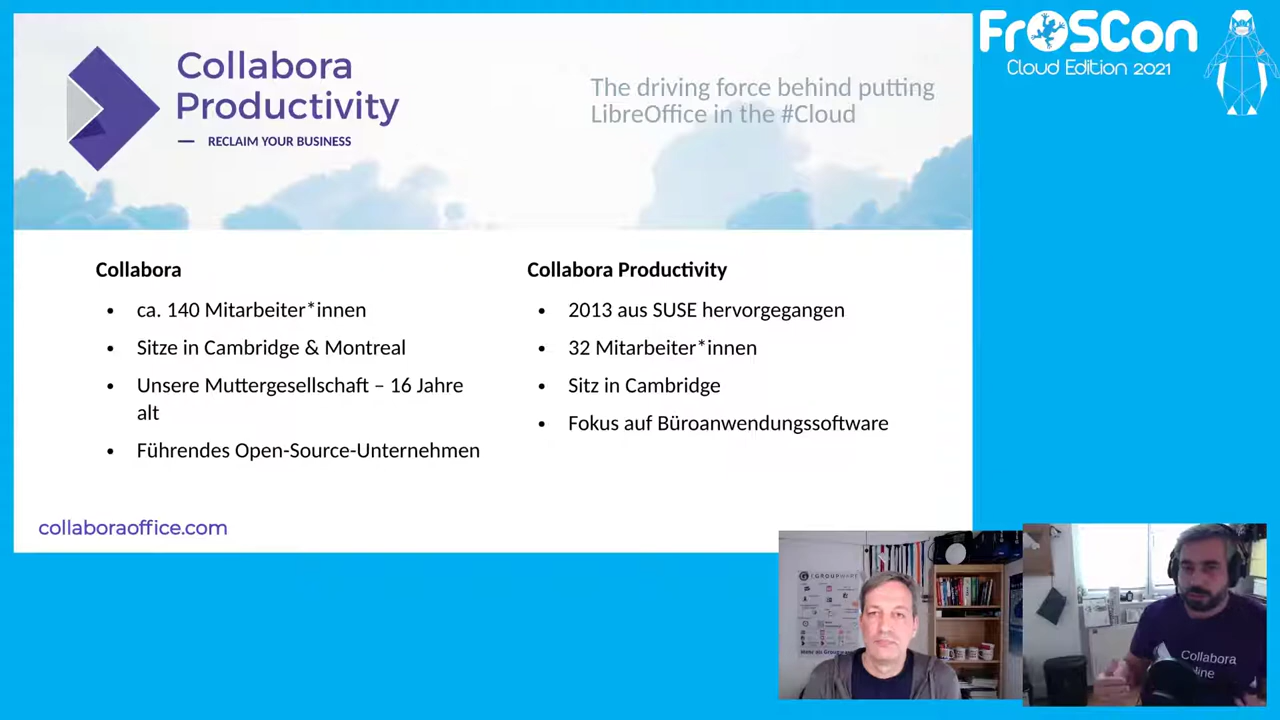 Collabora
Productivity
RECLAIM YOUR BUSINESS
The driving force behind putting
LibreOffice in the #Cloud
FrOSCon
Cloud Edition 2021
Collabora
• ca. 140 Mitarbeiter*innen
• Sitze in Cambridge & Montreal
• Unsere Muttergesellschaft – 16 Jahre
alt
• Führendes Open-Source-Unternehmen
Collabora Productivity
• 2013 aus SUSE hervorgegangen
• 32 Mitarbeiter*innen
• Sitz in Cambridge
• Fokus auf Büroanwendungssoftware
collaboraoffice.com
EGROUPWARE
Collabora